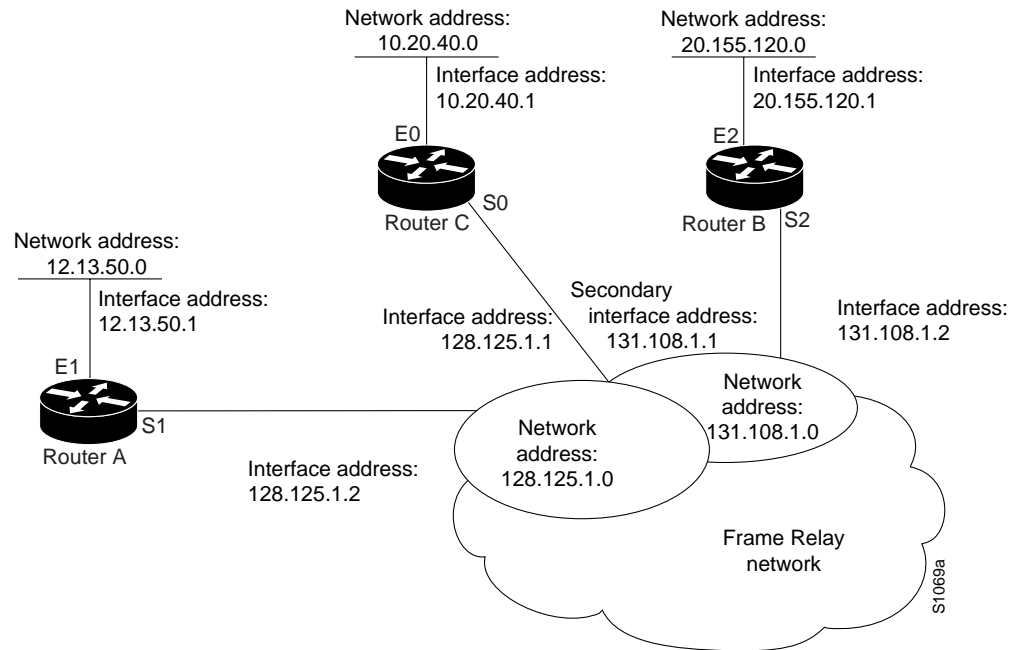 Network address:
10.20.40.0
Interface address:
10.20.40.1
E0
Router C
S0
Network address:
20.155.120.0
Interface address:
20.155.120.1
E2
Router B
S2
Network address:
12.13.50.0
Interface address:
12.13.50.1
E1
Router A
S1
Interface address:
128.125.1.1
Secondary
interface address:
131.108.1.1
Interface address:
131.108.1.2
Interface address:
128.125.1.2
Network
address:
128.125.1.0
Network
address:
131.108.1.0
Frame Relay
network
S1069a